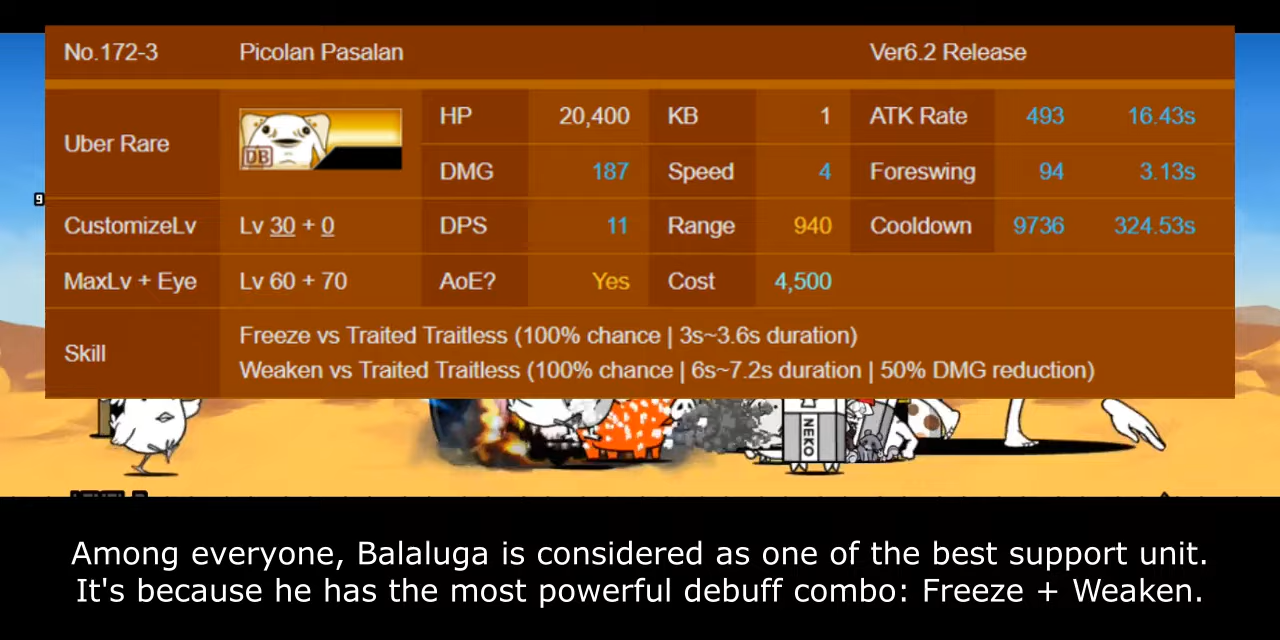 No.172-3 Picolan Pasalan Ver6.2 Release
Uber Rare DB HP 20,400 KB 1 ATK Rate 493 16.43s
DMG 187 Speed 4 Foreswing 94 3.13s
CustomizeLv Lv 30 + 0 DPS 11 Range 940 Cooldown 9736 324.53s
MaxLv + Eye Lv 60 + 70 AoE? Yes Cost 4,500
Skill Freeze vs Traited Traitless (100% chance | 3s~3.6s duration)
Weaken vs Traited Traitless (100% chance | 6s~7.2s duration | 50% DMG reduction)
9
NEKO
Among everyone, Balaluga is considered as one of the best support unit.
It's because he has the most powerful debuff combo: Freeze + Weaken.